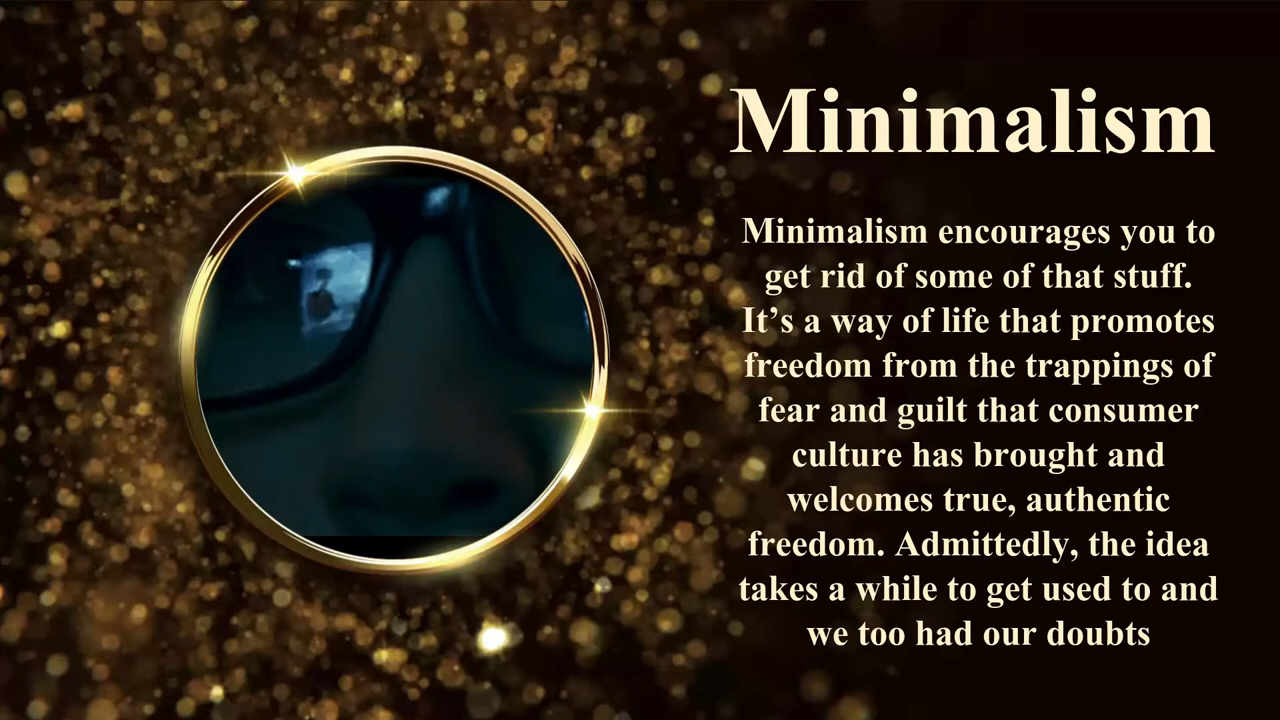 Minimalism
Minimalism encourages you to
get rid of some of that stuff.
It’s a way of life that promotes
freedom from the trappings of
fear and guilt that consumer
culture has brought and
welcomes true, authentic
freedom. Admittedly, the idea
takes a while to get used to and
we too had our doubts